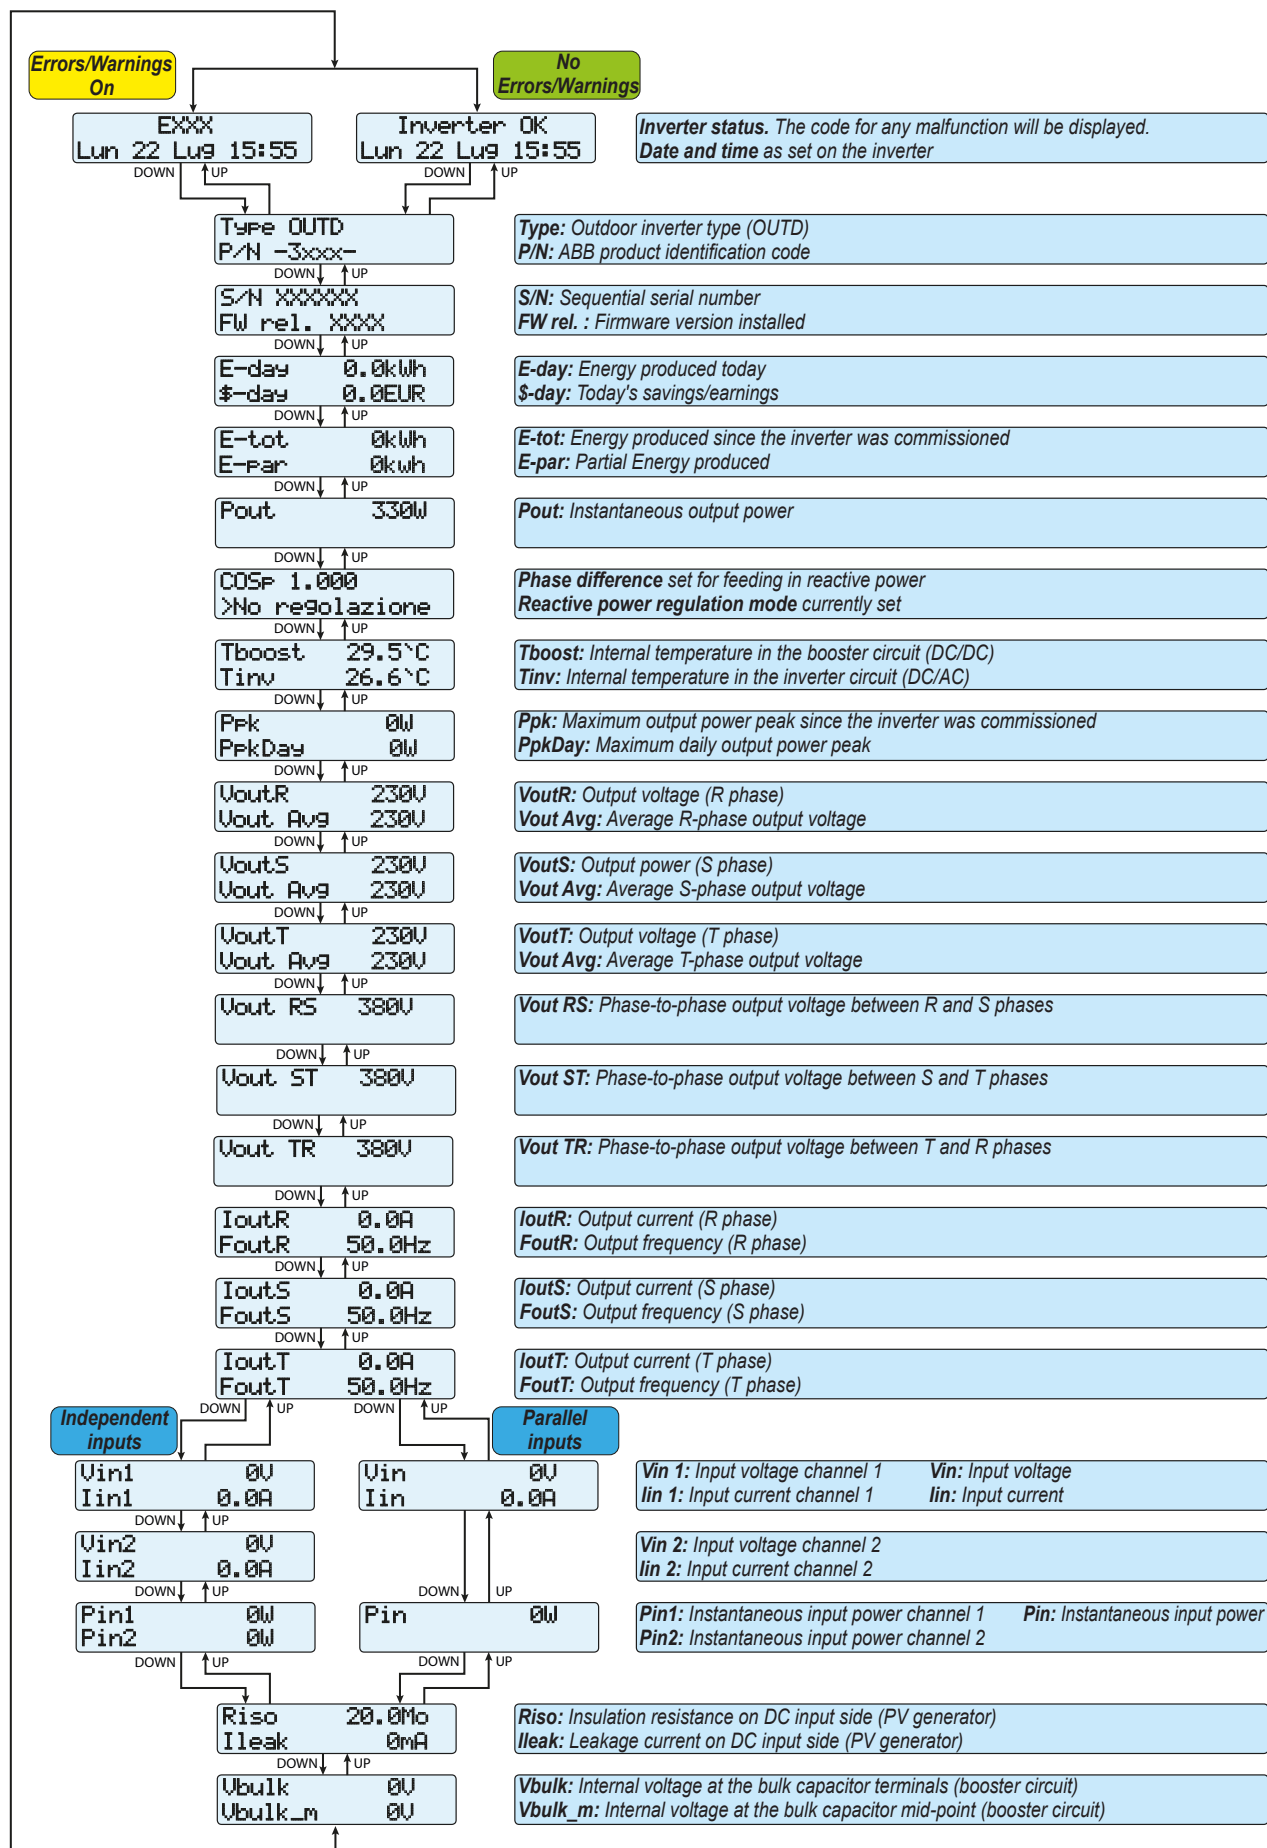 Errors/Warnings
On
No
Errors/Warnings
EXXX
Lun 22 Lug 15:55
Inverter OK
Lun 22 Lug 15:55
Inverter status. The code for any malfunction will be displayed.
Date and time as set on the inverter
DOWN UP
DOWN UP
Type OUTD
P/N -3xxx-
Type: Outdoor inverter type (OUTD)
P/N: ABB product identification code
DOWN UP
S/N XXXXXX
FW rel. XXXX
S/N: Sequential serial number
FW rel. : Firmware version installed
DOWN UP
E-day 0.0kWh
$-day 0.0EUR
E-day: Energy produced today
$-day: Today's savings/earnings
DOWN UP
E-tot 0kWh
E-par 0kwh
E-tot: Energy produced since the inverter was commissioned
E-par: Partial Energy produced
DOWN UP
Pout 330W
Pout: Instantaneous output power
DOWN UP
COSp 1.000
>No regolazione
Phase difference set for feeding in reactive power
Reactive power regulation mode currently set
DOWN UP
Tboost 29.5`C
Tinv 26.6`C
Tboost: Internal temperature in the booster circuit (DC/DC)
Tinv: Internal temperature in the inverter circuit (DC/AC)
DOWN UP
Ppk 0W
PpkDay 0W
Ppk: Maximum output power peak since the inverter was commissioned
PpkDay: Maximum daily output power peak
DOWN UP
VoutR 230V
Vout Avg 230V
VoutR: Output voltage (R phase)
Vout Avg: Average R-phase output voltage
DOWN UP
VoutS 230V
Vout Avg 230V
VoutS: Output power (S phase)
Vout Avg: Average S-phase output voltage
DOWN UP
VoutT 230V
Vout Avg 230V
VoutT: Output voltage (T phase)
Vout Avg: Average T-phase output voltage
DOWN UP
Vout RS 380V
Vout RS: Phase-to-phase output voltage between R and S phases
DOWN UP
Vout ST 380V
Vout ST: Phase-to-phase output voltage between S and T phases
DOWN UP
Vout TR 380V
Vout TR: Phase-to-phase output voltage between T and R phases
DOWN UP
IoutR 0.0A
FoutR 50.0Hz
IoutR: Output current (R phase)
FoutR: Output frequency (R phase)
DOWN UP
IoutS 0.0A
FoutS 50.0Hz
IoutS: Output current (S phase)
FoutS: Output frequency (S phase)
DOWN UP
IoutT 0.0A
FoutT 50.0Hz
IoutT: Output current (T phase)
FoutT: Output frequency (T phase)
DOWN UP
DOWN UP
Independent
inputs
Parallel
inputs
Vin1 0V
Iin1 0.0A
Vin 0V
Iin 0.0A
Vin 1: Input voltage channel 1 Vin: Input voltage
Iin 1: Input current channel 1 Iin: Input current
DOWN UP
Vin2 0V
Iin2 0.0A
Vin 2: Input voltage channel 2
Iin 2: Input current channel 2
DOWN UP
DOWN UP
Pin1 0W
Pin2 0W
Pin 0W
Pin1: Instantaneous input power channel 1 Pin: Instantaneous input power
Pin2: Instantaneous input power channel 2
DOWN UP
DOWN UP
Riso 20.0Mo
Ileak 0mA
Riso: Insulation resistance on DC input side (PV generator)
Ileak: Leakage current on DC input side (PV generator)
DOWN UP
Vbulk 0V
Vbulk_m 0V
Vbulk: Internal voltage at the bulk capacitor terminals (booster circuit)
Vbulk_m: Internal voltage at the bulk capacitor mid-point (booster circuit)